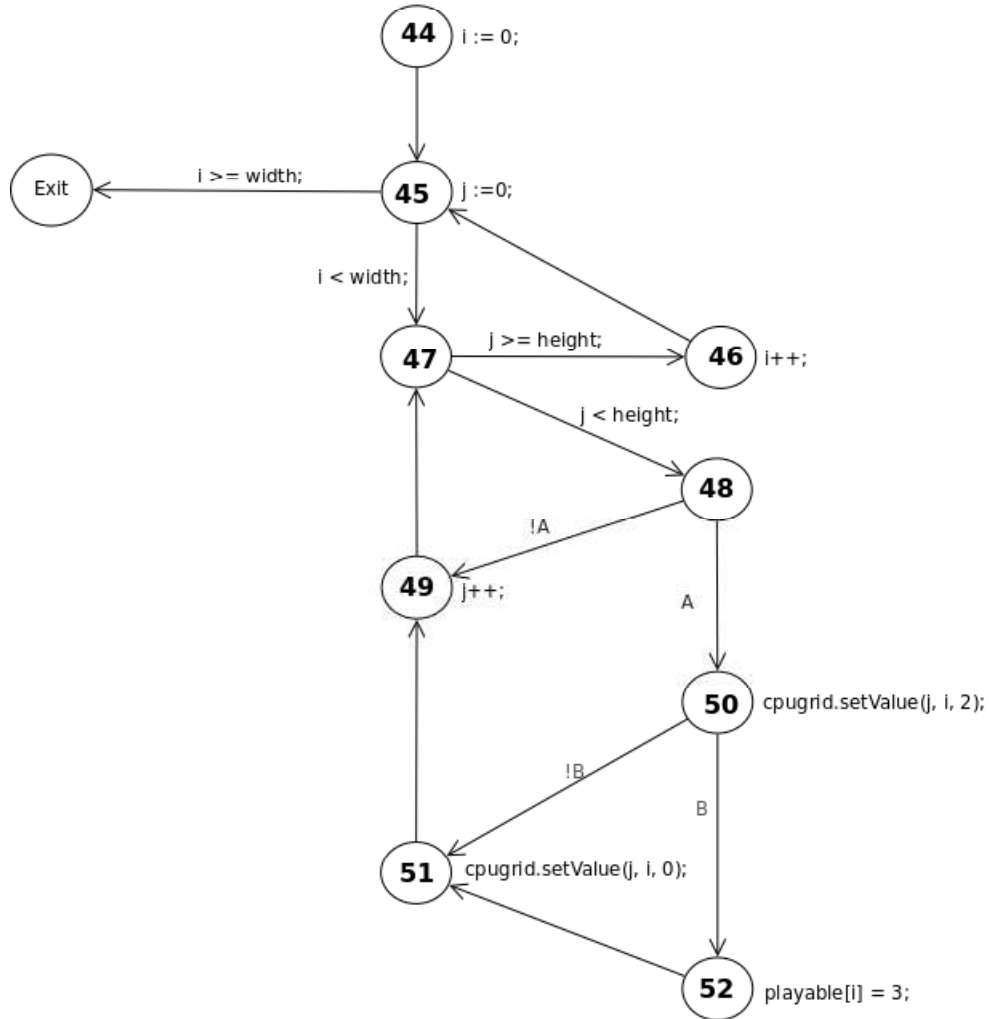 44 i := 0;
Exit
i >= width;
45 j :=0;
i < width;
47
j >= height;
46 i++;
j < height;
48
!A
49 j++;
A
50 cpugrid.setValue(j, i, 2);
!B
B
51 cpugrid.setValue(j, i, 0);
52 playable[i] = 3;